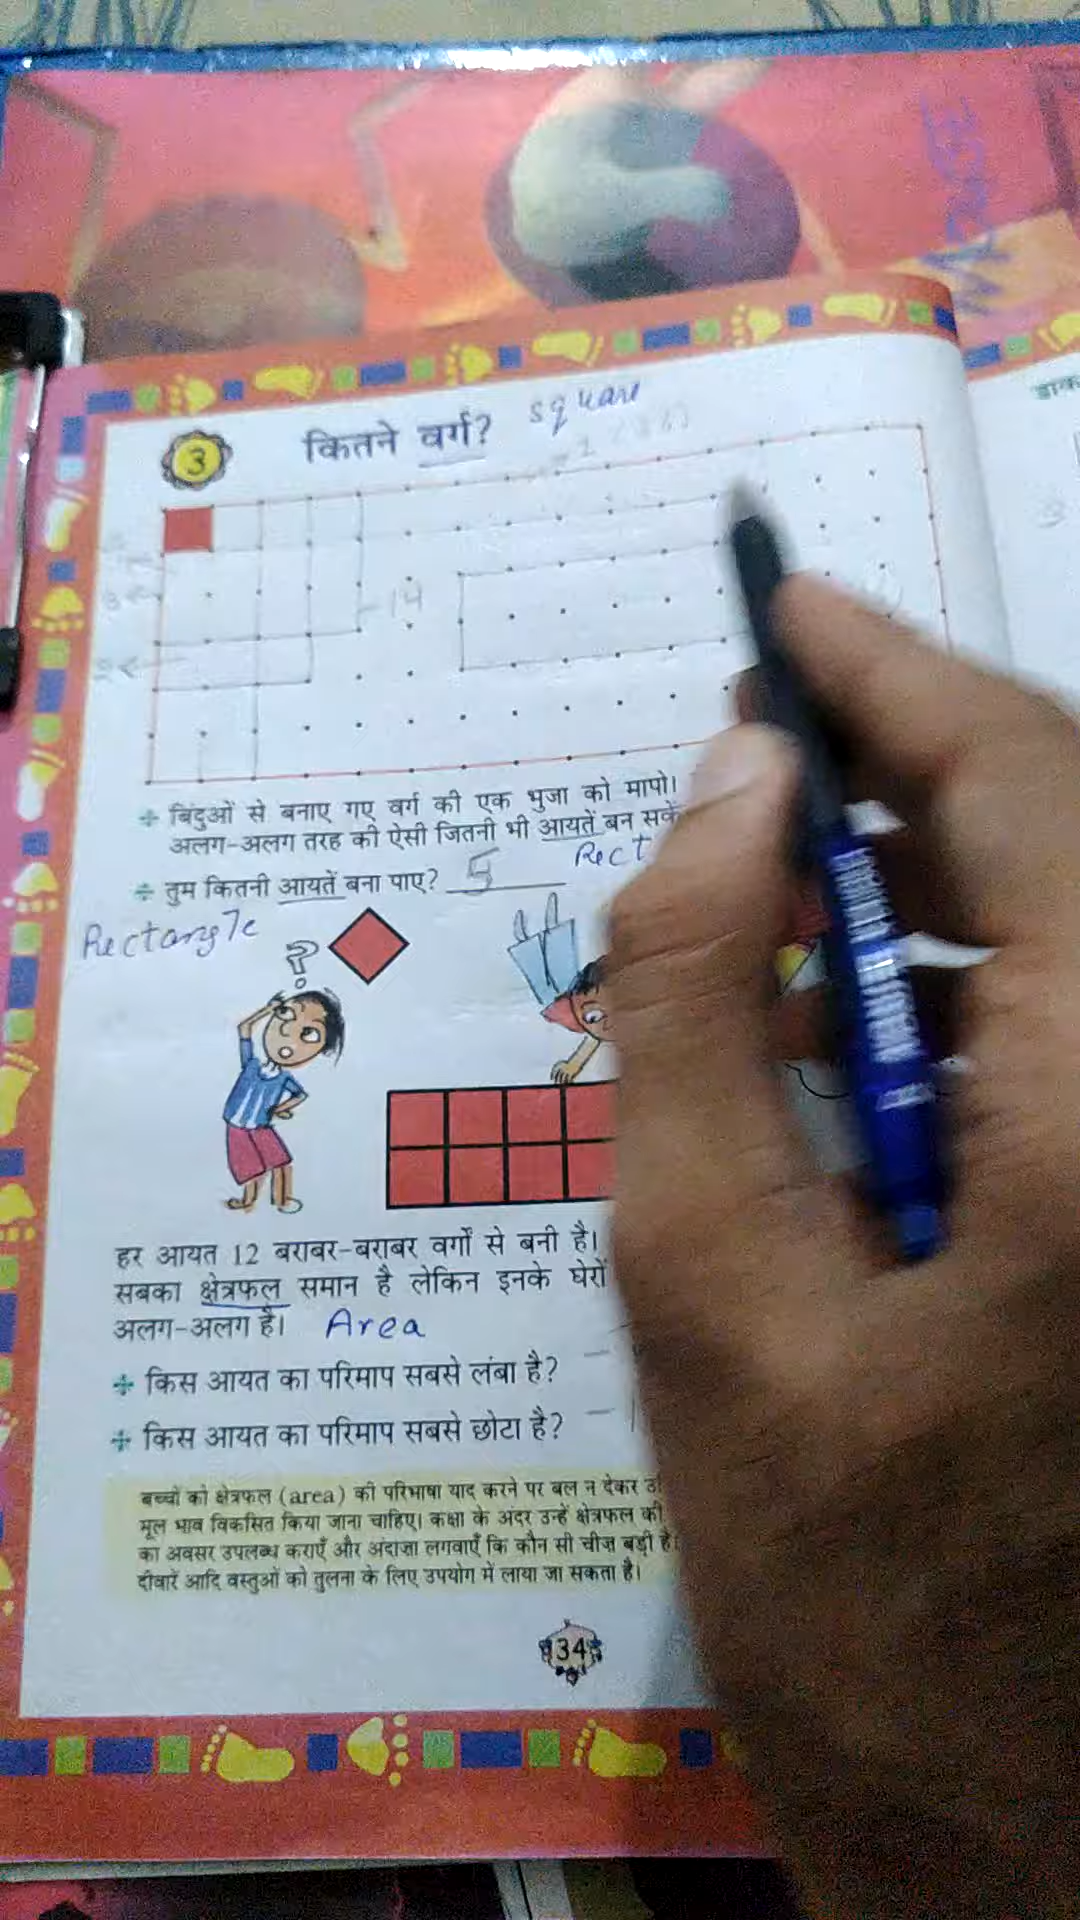 3
कितने वर्ग? square
14
बिंदुओं से बनाए गए वर्ग की एक भुजा को मापो।
अलग-अलग तरह की ऐसी जितनी भी आयतें बन सकें
Rect
तुम कितनी आयतें बना पाए? 5
Rectangle
?
हर आयत 12 बराबर-बराबर वर्गों से बनी है।
सबका क्षेत्रफल समान है लेकिन इनके घेरों
अलग-अलग है। Area
किस आयत का परिमाप सबसे लंबा है?
किस आयत का परिमाप सबसे छोटा है?
बच्चों को क्षेत्रफल (area) की परिभाषा याद करने पर बल न देकर
मूल भाव विकसित किया जाना चाहिए। कक्षा के अंदर उन्हें क्षेत्रफल की
का अवसर उपलब्ध कराएँ और अंदाज़ा लगवाएँ कि कौन सी चीज़ बड़ी है।
दीवारें आदि वस्तुओं को तुलना के लिए उपयोग में लाया जा सकता है।
34